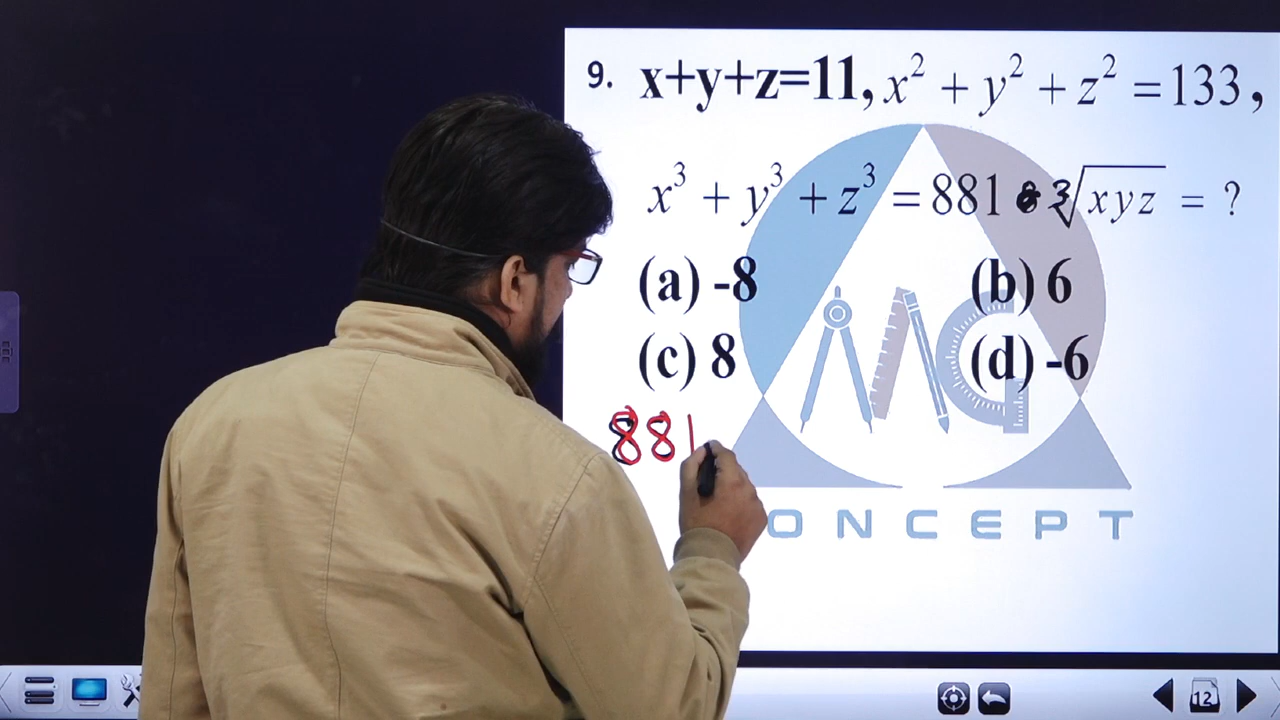 9. x+y+z=11, x² + y² + z² = 133,
x³ + y³ + z³ = 881 ∛xyz = ?
(a) -8 (b) 6
(c) 8 (d) -6
881
ONCEPT
12